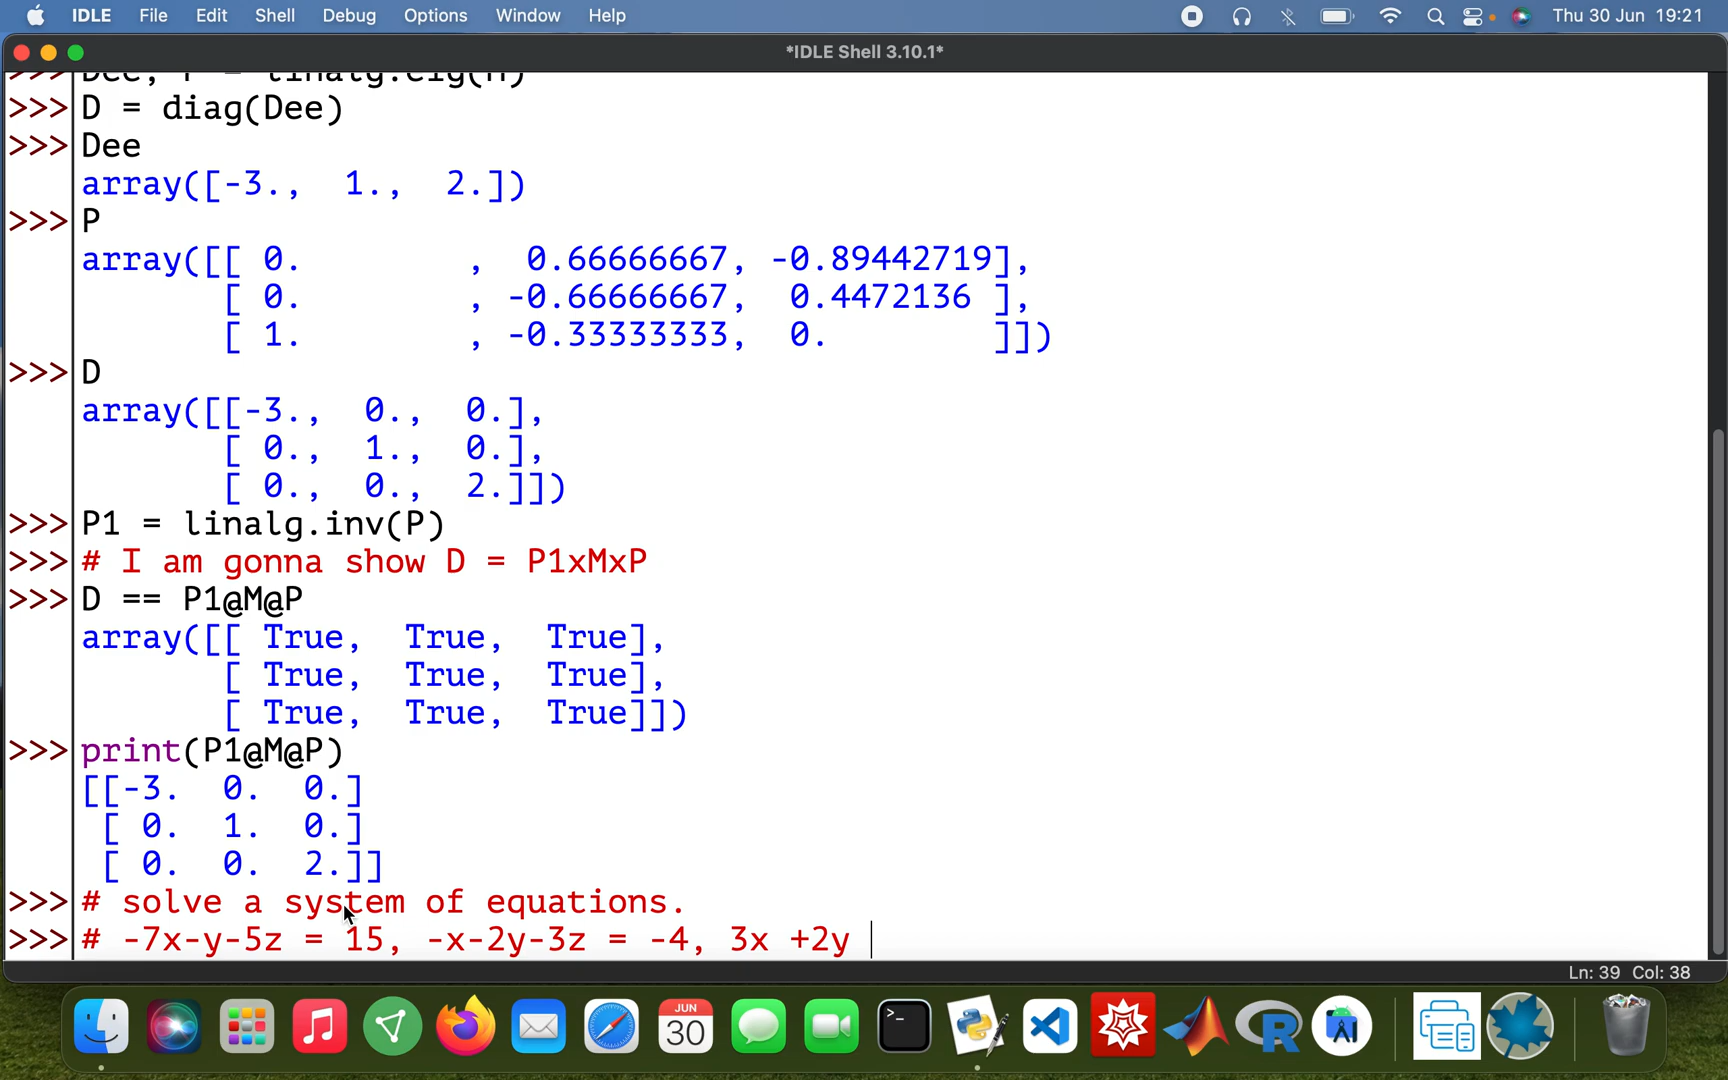 IDLE File Edit Shell Debug Options Window Help Thu 30 Jun 19:21
*IDLE Shell 3.10.1*
>>> Dee, P = linalg.eig(M)
>>> D = diag(Dee)
>>> Dee
array([-3., 1., 2.])
>>> P
array([[ 0. , 0.66666667, -0.89442719],
[ 0. , -0.66666667, 0.4472136 ],
[ 1. , -0.33333333, 0. ]])
>>> D
array([[-3., 0., 0.],
[ 0., 1., 0.],
[ 0., 0., 2.]])
>>> P1 = linalg.inv(P)
>>> # I am gonna show D = P1xMxP
>>> D == P1@M@P
array([[ True, True, True],
[ True, True, True],
[ True, True, True]])
>>> print(P1@M@P)
[[-3. 0. 0.]
[ 0. 1. 0.]
[ 0. 0. 2.]]
>>> # solve a system of equations.
>>> # -7x-y-5z = 15, -x-2y-3z = -4, 3x +2y
Ln: 39 Col: 38
JUN
30
>_
R